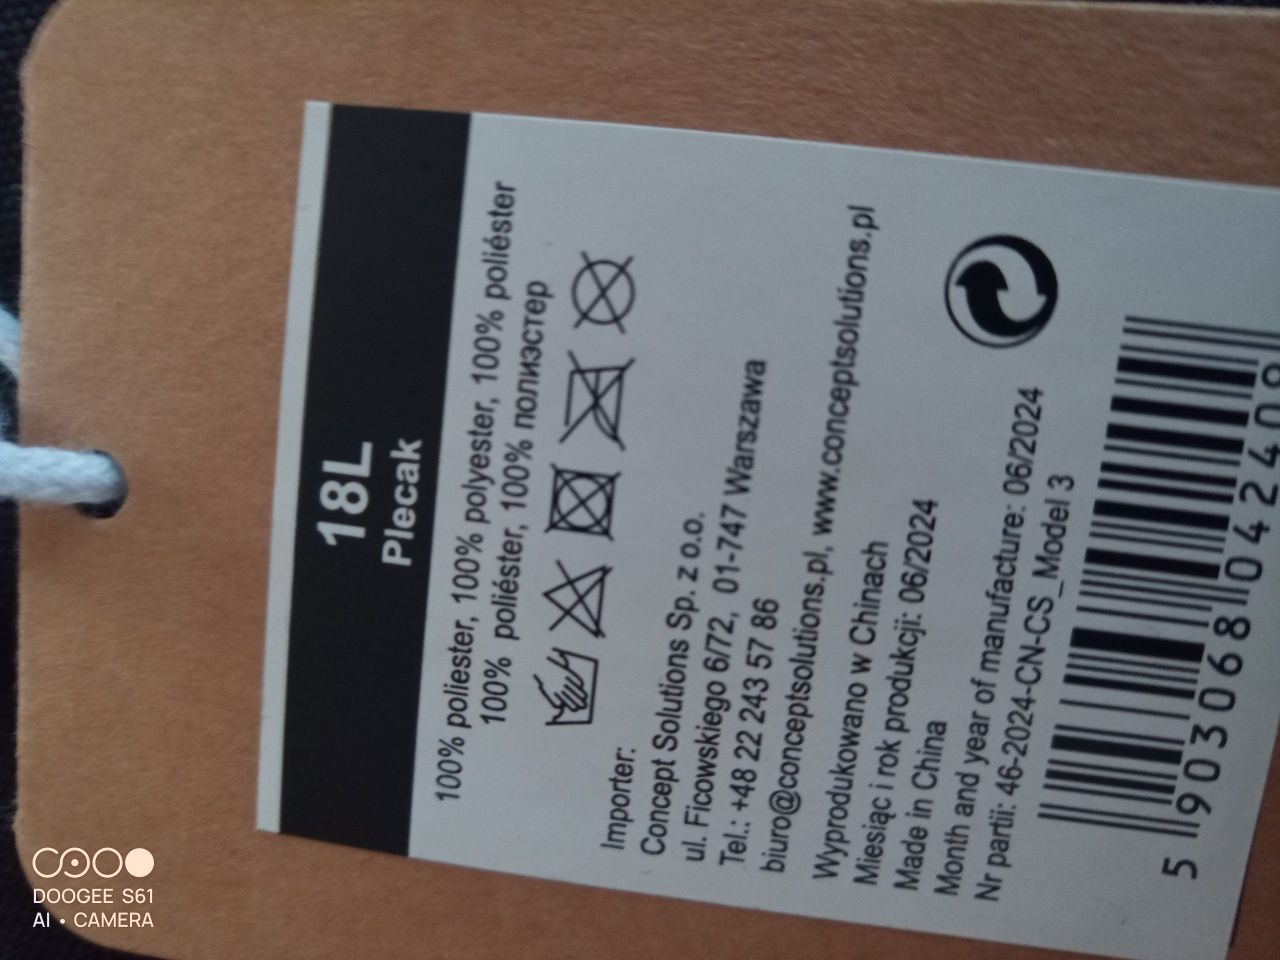 18L
Plecak
100% poliester, 100% polyester, 100% poliéster
100% poliéster, 100% полиэстер
Importer:
Concept Solutions Sp. z o.o.
ul. Ficowskiego 6/72, 01-747 Warszawa
Tel.: +48 22 243 57 86
biuro@conceptsolutions.pl, www.conceptsolutions.pl
Wyprodukowano w Chinach
Miesiąc i rok produkcji: 06/2024
Made in China
Month and year of manufacture: 06/2024
Nr partii: 46-2024-CN-CS_Model 3
5 903068 042409
DOOGEE S61
AI • CAMERA